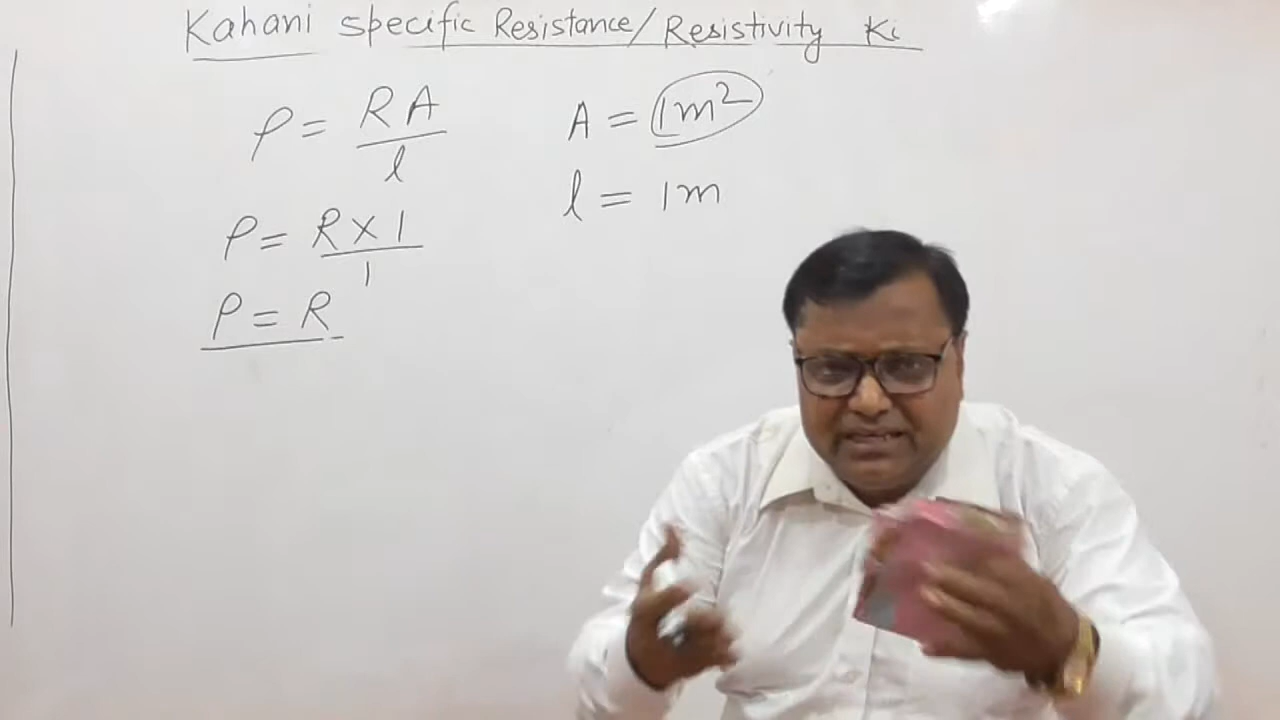 Kahani specific Resistance/Resistivity Ki
ρ = RA/l
A = 1m²
l = 1m
ρ = R×1/1
ρ = R